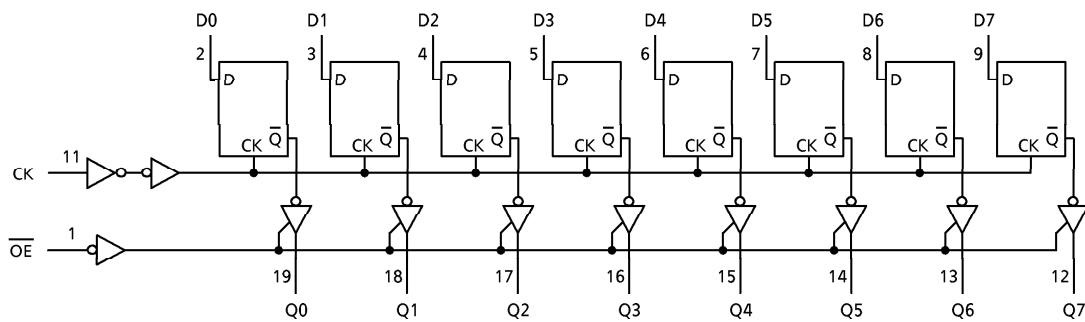 D0 D1 D2 D3 D4 D5 D6 D7
2 3 4 5 6 7 8 9
D D D D D D D D
CK Q̅ CK Q̅ CK Q̅ CK Q̅ CK Q̅ CK Q̅ CK Q̅ CK Q̅
11
CK
1
O̅E̅
19 18 17 16 15 14 13 12
Q0 Q1 Q2 Q3 Q4 Q5 Q6 Q7